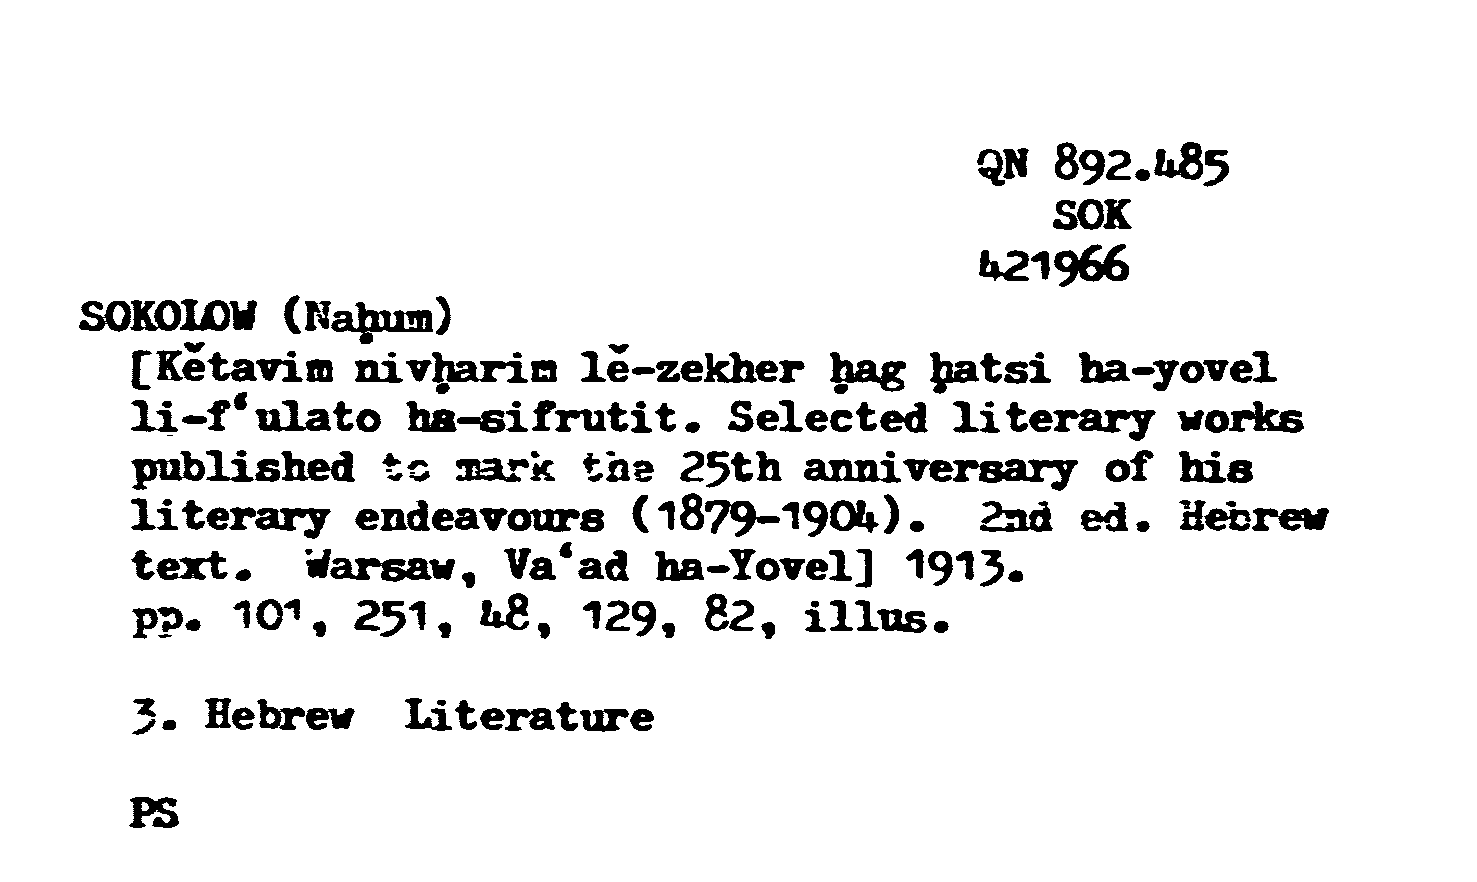 QN 892.485
SOK
421966
SOKOLOW (Naḥum)
[Kĕtavim nivḥarim lĕ-zekher ḥag ḥatsi ha-yovel
li-f‘ulato ha-sifrutit. Selected literary works
published to mark the 25th anniversary of his
literary endeavours (1879-1904).  2nd ed. Hebrew
text.  Warsaw, Va‘ad ha-Yovel] 1913.
pp. 101, 251, 48, 129, 82, illus.
3. Hebrew  Literature
PS